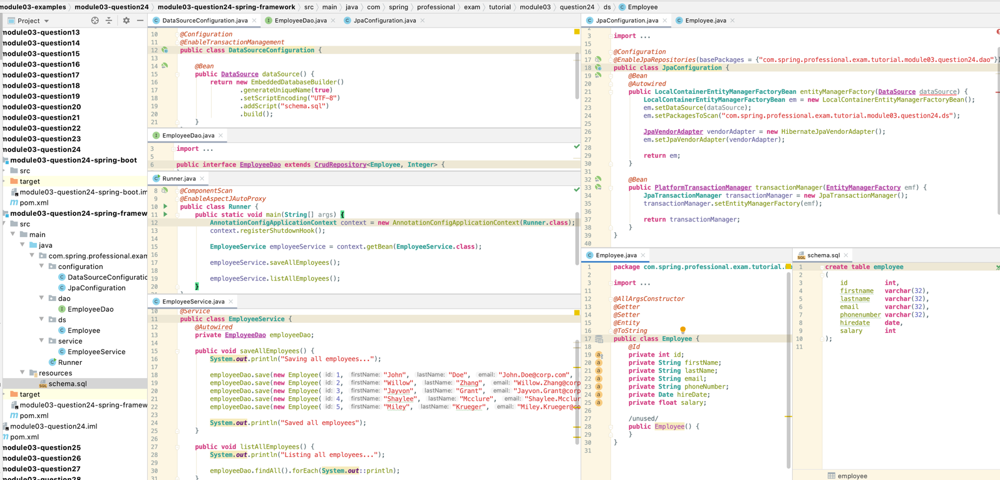 module03-examples › module03-question24 › module03-question24-spring-framework › src › main › java › com › spring › professional › exam › tutorial › module03 › question24 › ds › Employee
Project
module03-question13
module03-question14
module03-question15
module03-question16
module03-question17
module03-question18
module03-question19
module03-question20
module03-question21
module03-question22
module03-question23
module03-question24
module03-question24-spring-boot
src
target
module03-question24-spring-boot.im
pom.xml
module03-question24-spring-framew
src
main
java
com.spring.professional.exam
configuration
DataSourceConfiguratio
JpaConfiguration
dao
EmployeeDao
ds
Employee
service
EmployeeService
Runner
resources
schema.sql
target
module03-question24-spring-framew
pom.xml
module03-question24.iml
pom.xml
module03-question25
module03-question26
module03-question27
module03-question28
DataSourceConfiguration.java EmployeeDao.java JpaConfiguration.java
10 @Configuration
11 @EnableTransactionManagement
12 public class DataSourceConfiguration {
13
14 @Bean
15 public DataSource dataSource() {
16 return new EmbeddedDatabaseBuilder()
17 .generateUniqueName(true)
18 .setScriptEncoding("UTF-8")
19 .addScript("schema.sql")
20 .build();
21 }
EmployeeDao.java
3 import ...
5
6 public interface EmployeeDao extends CrudRepository<Employee, Integer> {
Runner.java
8 @ComponentScan
9 @EnableAspectJAutoProxy
10 public class Runner {
11 public static void main(String[] args) {
12 AnnotationConfigApplicationContext context = new AnnotationConfigApplicationContext(Runner.class);
13 context.registerShutdownHook();
14
15 EmployeeService employeeService = context.getBean(EmployeeService.class);
16
17 employeeService.saveAllEmployees();
18
19 employeeService.listAllEmployees();
20 }
EmployeeService.java
10 @Service
11 public class EmployeeService {
12 @Autowired
13 private EmployeeDao employeeDao;
14
15 public void saveAllEmployees() {
16 System.out.println("Saving all employees...");
17
18 employeeDao.save(new Employee( id: 1, firstName: "John", lastName: "Doe", email: "John.Doe@corp.com",
19 employeeDao.save(new Employee( id: 2, firstName: "Willow", lastName: "Zhang", email: "Willow.Zhang@corp
20 employeeDao.save(new Employee( id: 3, firstName: "Jayvon", lastName: "Grant", email: "Jayvon.Grant@corp
21 employeeDao.save(new Employee( id: 4, firstName: "Shaylee", lastName: "Mcclure", email: "Shaylee.Mcclur
22 employeeDao.save(new Employee( id: 5, firstName: "Miley", lastName: "Krueger", email: "Miley.Krueger@co
23
24 System.out.println("Saved all employees");
25 }
26
27 public void listAllEmployees() {
28 System.out.println("Listing all employees...");
29
30 employeeDao.findAll().forEach(System.out::println);
31 }
JpaConfiguration.java Employee.java
2
3 import ...
15
16 @Configuration
17 @EnableJpaRepositories(basePackages = {"com.spring.professional.exam.tutorial.module03.question24.dao"})
18 public class JpaConfiguration {
19 @Bean
20 @Autowired
21 public LocalContainerEntityManagerFactoryBean entityManagerFactory(DataSource dataSource) {
22 LocalContainerEntityManagerFactoryBean em = new LocalContainerEntityManagerFactoryBean();
23 em.setDataSource(dataSource);
24 em.setPackagesToScan("com.spring.professional.exam.tutorial.module03.question24.ds");
25
26 JpaVendorAdapter vendorAdapter = new HibernateJpaVendorAdapter();
27 em.setJpaVendorAdapter(vendorAdapter);
28
29 return em;
30 }
31
32 @Bean
33 public PlatformTransactionManager transactionManager(EntityManagerFactory emf) {
34 JpaTransactionManager transactionManager = new JpaTransactionManager();
35 transactionManager.setEntityManagerFactory(emf);
36
37 return transactionManager;
38 }
39 }
40
Employee.java
1 package com.spring.professional.exam.tutorial.
2
3 import ...
11
12 @AllArgsConstructor
13 @Getter
14 @Setter
15 @Entity
16 @ToString
17 public class Employee {
18 @Id
19 private int id;
20 private String firstName;
21 private String lastName;
22 private String email;
23 private String phoneNumber;
24 private Date hireDate;
25 private float salary;
26
27 /unused/
28 public Employee() {
29 }
30 }
31
schema.sql
1 create table employee
2 (
3 id int,
4 firstname varchar(32),
5 lastname varchar(32),
6 email varchar(32),
7 phonenumber varchar(32),
8 hiredate date,
9 salary int
10 );
11
employee